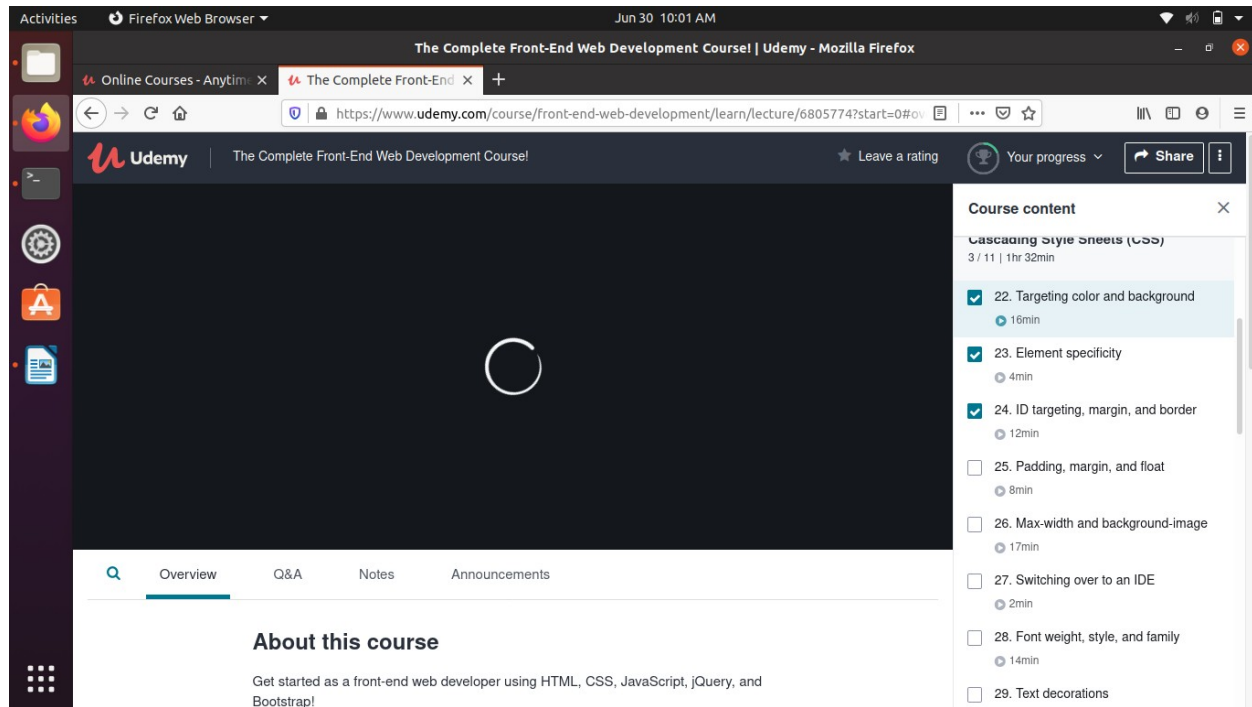 Activities
Firefox Web Browser
Jun 30 10:01 AM
The Complete Front-End Web Development Course! | Udemy - Mozilla Firefox
Online Courses - Anytim
The Complete Front-End
https://www.udemy.com/course/front-end-web-development/learn/lecture/6805774?start=0#ov
Udemy
The Complete Front-End Web Development Course!
Leave a rating
Your progress
Share
Course content
Cascading Style Sheets (CSS)
3 / 11 | 1hr 32min
22. Targeting color and background
16min
23. Element specificity
4min
24. ID targeting, margin, and border
12min
25. Padding, margin, and float
8min
26. Max-width and background-image
17min
27. Switching over to an IDE
2min
28. Font weight, style, and family
14min
29. Text decorations
Overview
Q&A
Notes
Announcements
About this course
Get started as a front-end web developer using HTML, CSS, JavaScript, jQuery, and
Bootstrap!